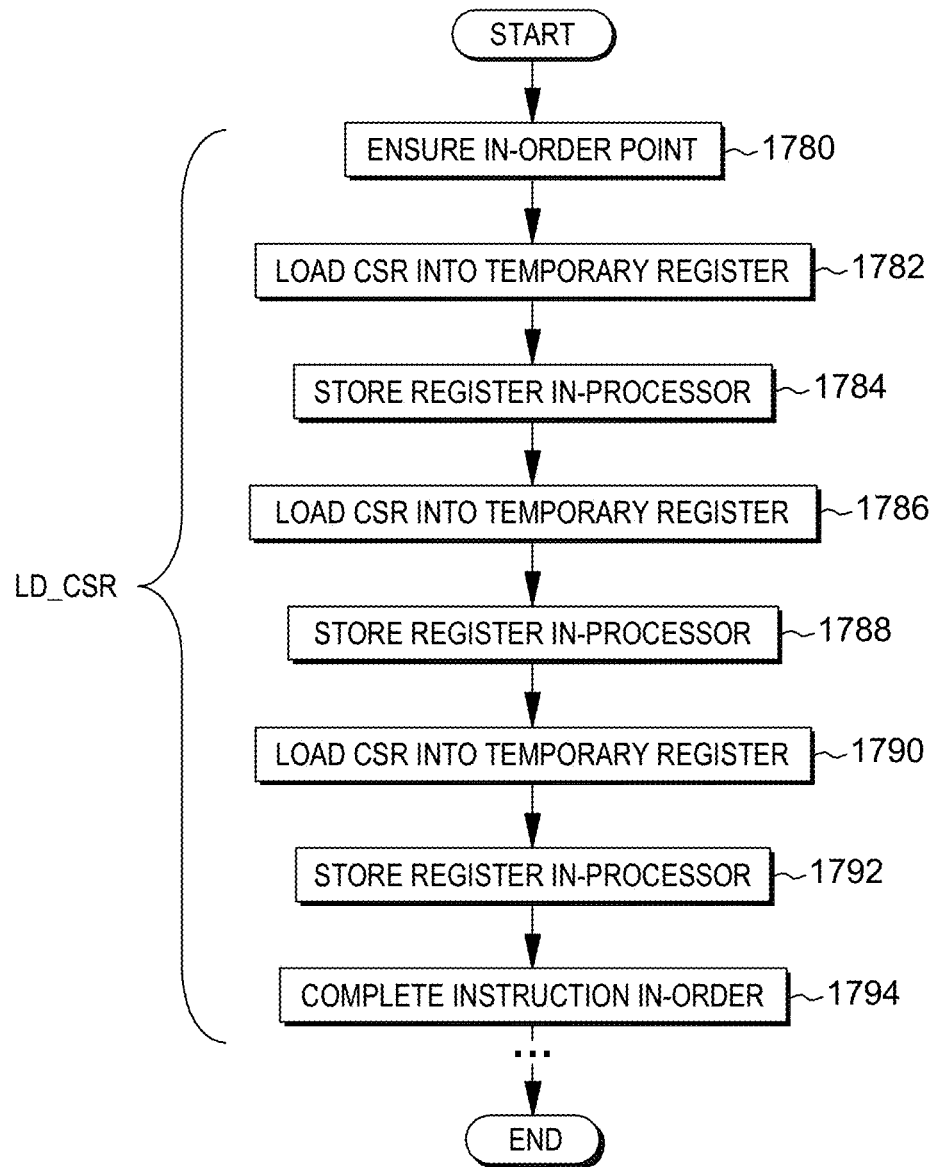 START
ENSURE IN-ORDER POINT 1780
LOAD CSR INTO TEMPORARY REGISTER 1782
STORE REGISTER IN-PROCESSOR 1784
LOAD CSR INTO TEMPORARY REGISTER 1786
LD_CSR
STORE REGISTER IN-PROCESSOR 1788
LOAD CSR INTO TEMPORARY REGISTER 1790
STORE REGISTER IN-PROCESSOR 1792
COMPLETE INSTRUCTION IN-ORDER 1794
...
END